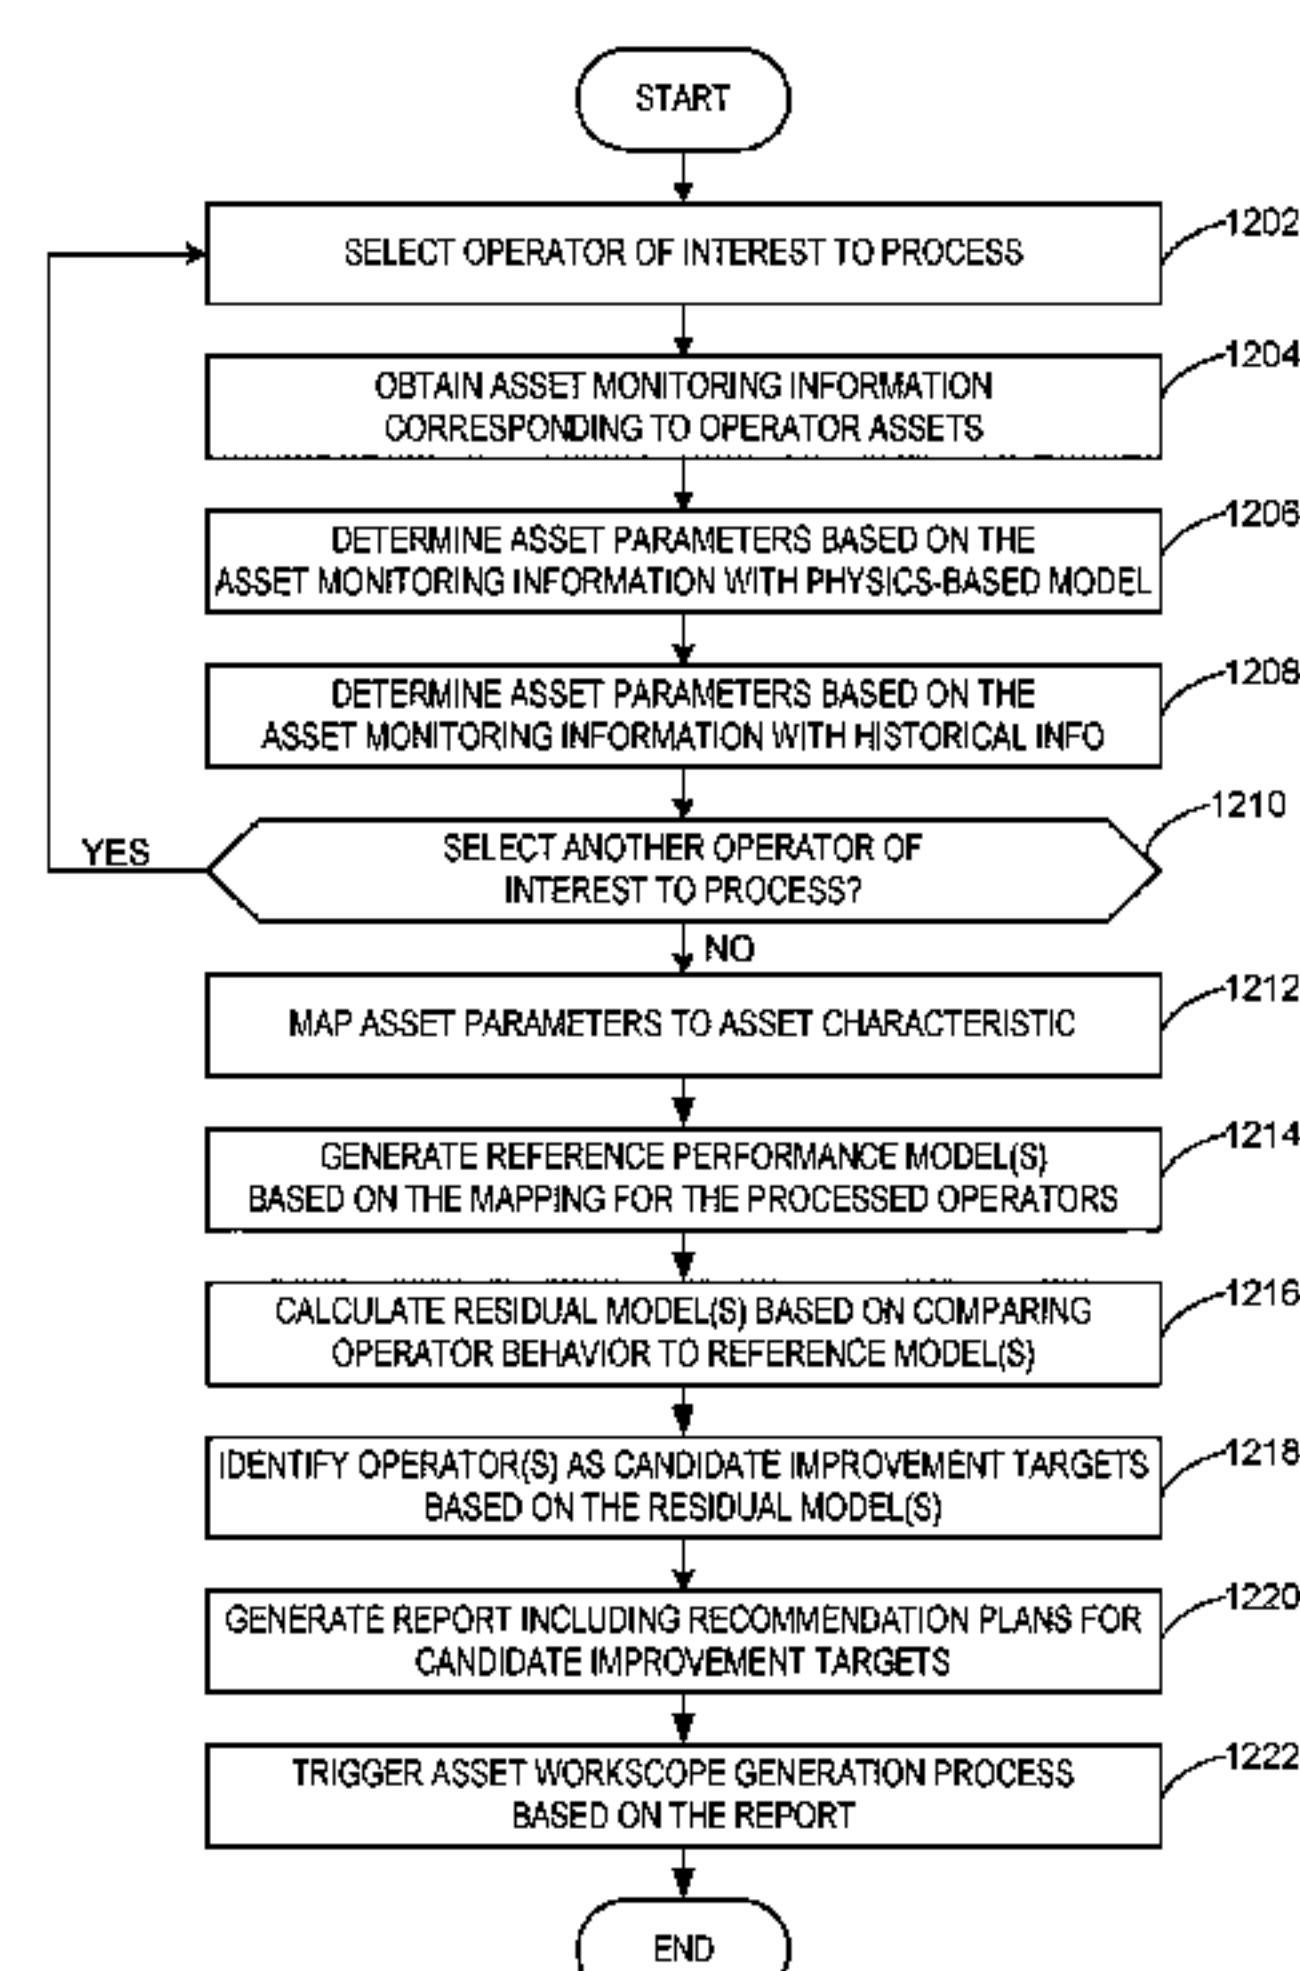 START
SELECT OPERATOR OF INTEREST TO PROCESS
1202
OBTAIN ASSET MONITORING INFORMATION
CORRESPONDING TO OPERATOR ASSETS
1204
DETERMINE ASSET PARAMETERS BASED ON THE
ASSET MONITORING INFORMATION WITH PHYSICS-BASED MODEL
1206
DETERMINE ASSET PARAMETERS BASED ON THE
ASSET MONITORING INFORMATION WITH HISTORICAL INFO
1208
SELECT ANOTHER OPERATOR OF
INTEREST TO PROCESS?
1210
YES
NO
MAP ASSET PARAMETERS TO ASSET CHARACTERISTIC
1212
GENERATE REFERENCE PERFORMANCE MODEL(S)
BASED ON THE MAPPING FOR THE PROCESSED OPERATORS
1214
CALCULATE RESIDUAL MODEL(S) BASED ON COMPARING
OPERATOR BEHAVIOR TO REFERENCE MODEL(S)
1216
IDENTIFY OPERATOR(S) AS CANDIDATE IMPROVEMENT TARGETS
BASED ON THE RESIDUAL MODEL(S)
1218
GENERATE REPORT INCLUDING RECOMMENDATION PLANS FOR
CANDIDATE IMPROVEMENT TARGETS
1220
TRIGGER ASSET WORKSCOPE GENERATION PROCESS
BASED ON THE REPORT
1222
END